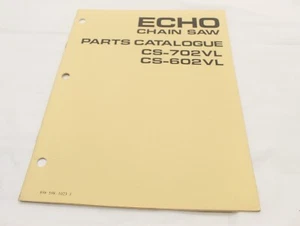 ECHO
CHAIN SAW
PARTS CATALOGUE
CS-702VL
CS-602VL